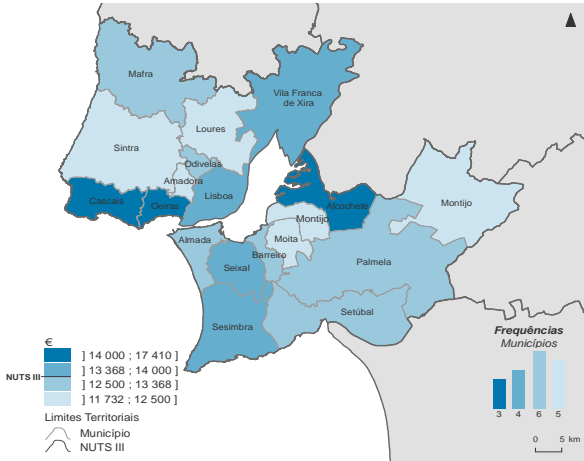 Mafra
Vila Franca
de Xira
Loures
Sintra
Odivelas
Amadora
Lisboa
Cascais
Oeiras
Alcochete
Montijo
Montijo
Moita
Almada
Barreiro
Seixal
Palmela
Sesimbra
Setúbal
€
] 14 000 ; 17 410 ]
] 13 368 ; 14 000 ]
NUTS III
] 12 500 ; 13 368 ]
] 11 732 ; 12 500 ]
Limites Territoriais
Município
NUTS III
Frequências
Municípios
3 4 6 5
0 5 km